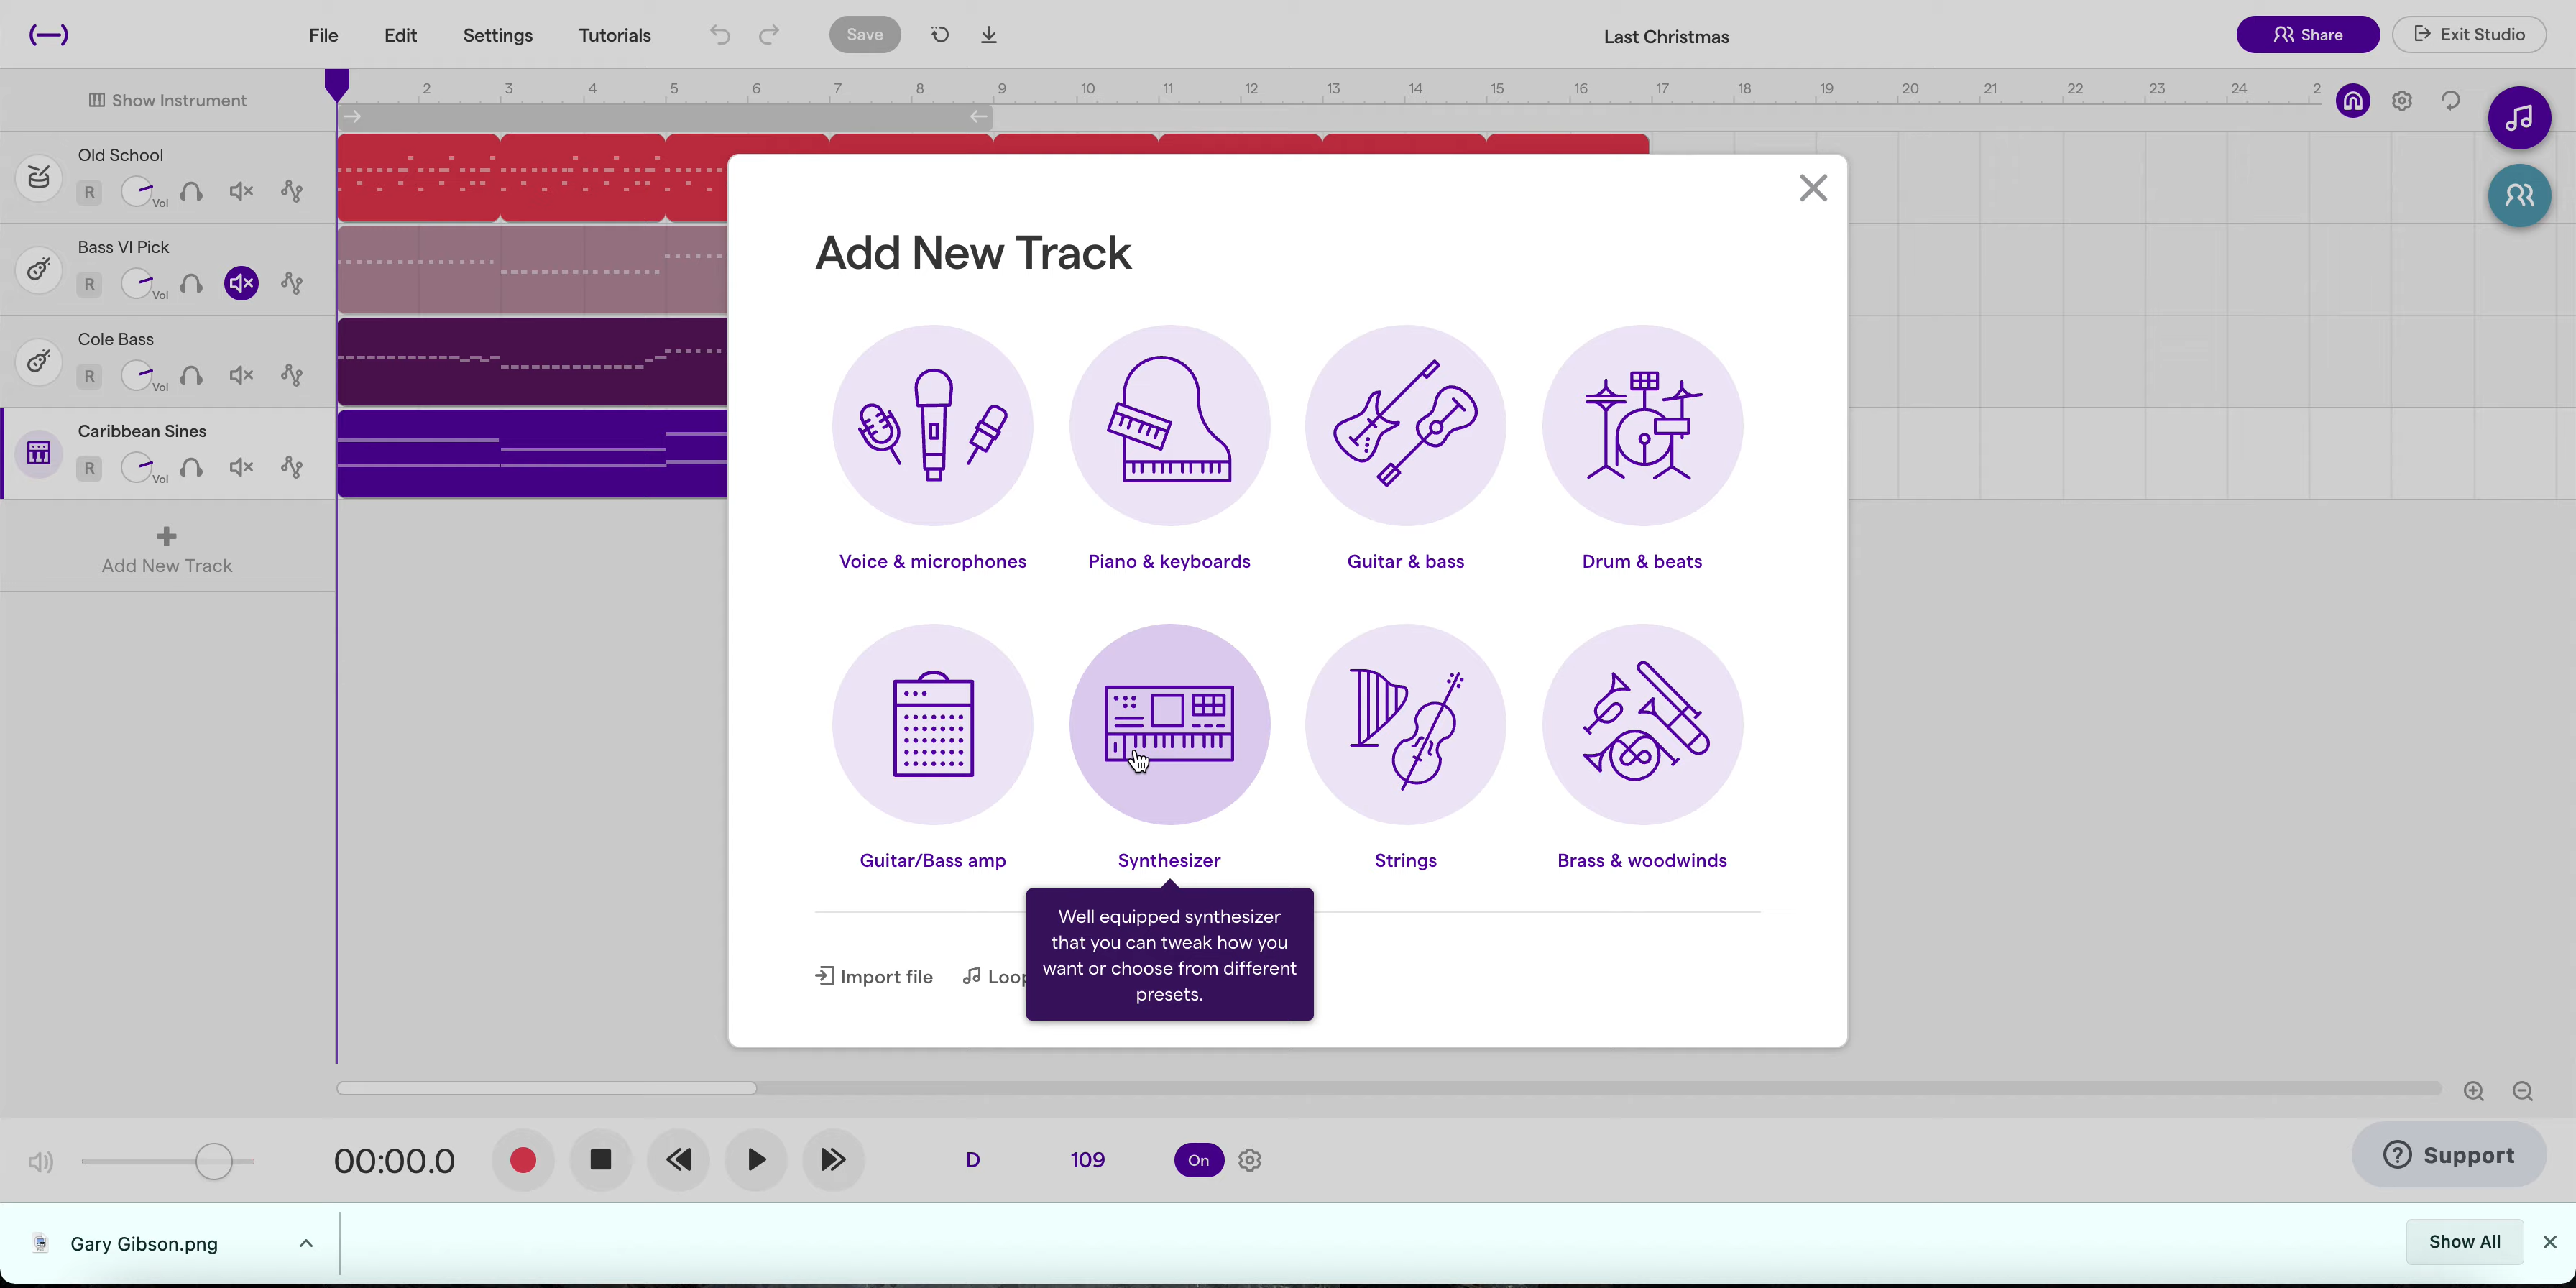 File Edit Settings Tutorials Save Last Christmas Share Exit Studio
Show Instrument 2 3 4 5 6 7 8 9 10 11 12 13 14 15 16 17 18 19 20 21 22 23 24 2
Old School
R Vol
Bass VI Pick
R Vol
Cole Bass
R Vol
Caribbean Sines
R Vol
Add New Track
Add New Track
Voice & microphones Piano & keyboards Guitar & bass Drum & beats
Guitar/Bass amp Synthesizer Strings Brass & woodwinds
Well equipped synthesizer
that you can tweak how you
want or choose from different
presets.
Import file Loop
00:00.0 D 109 On Support
Gary Gibson.png Show All